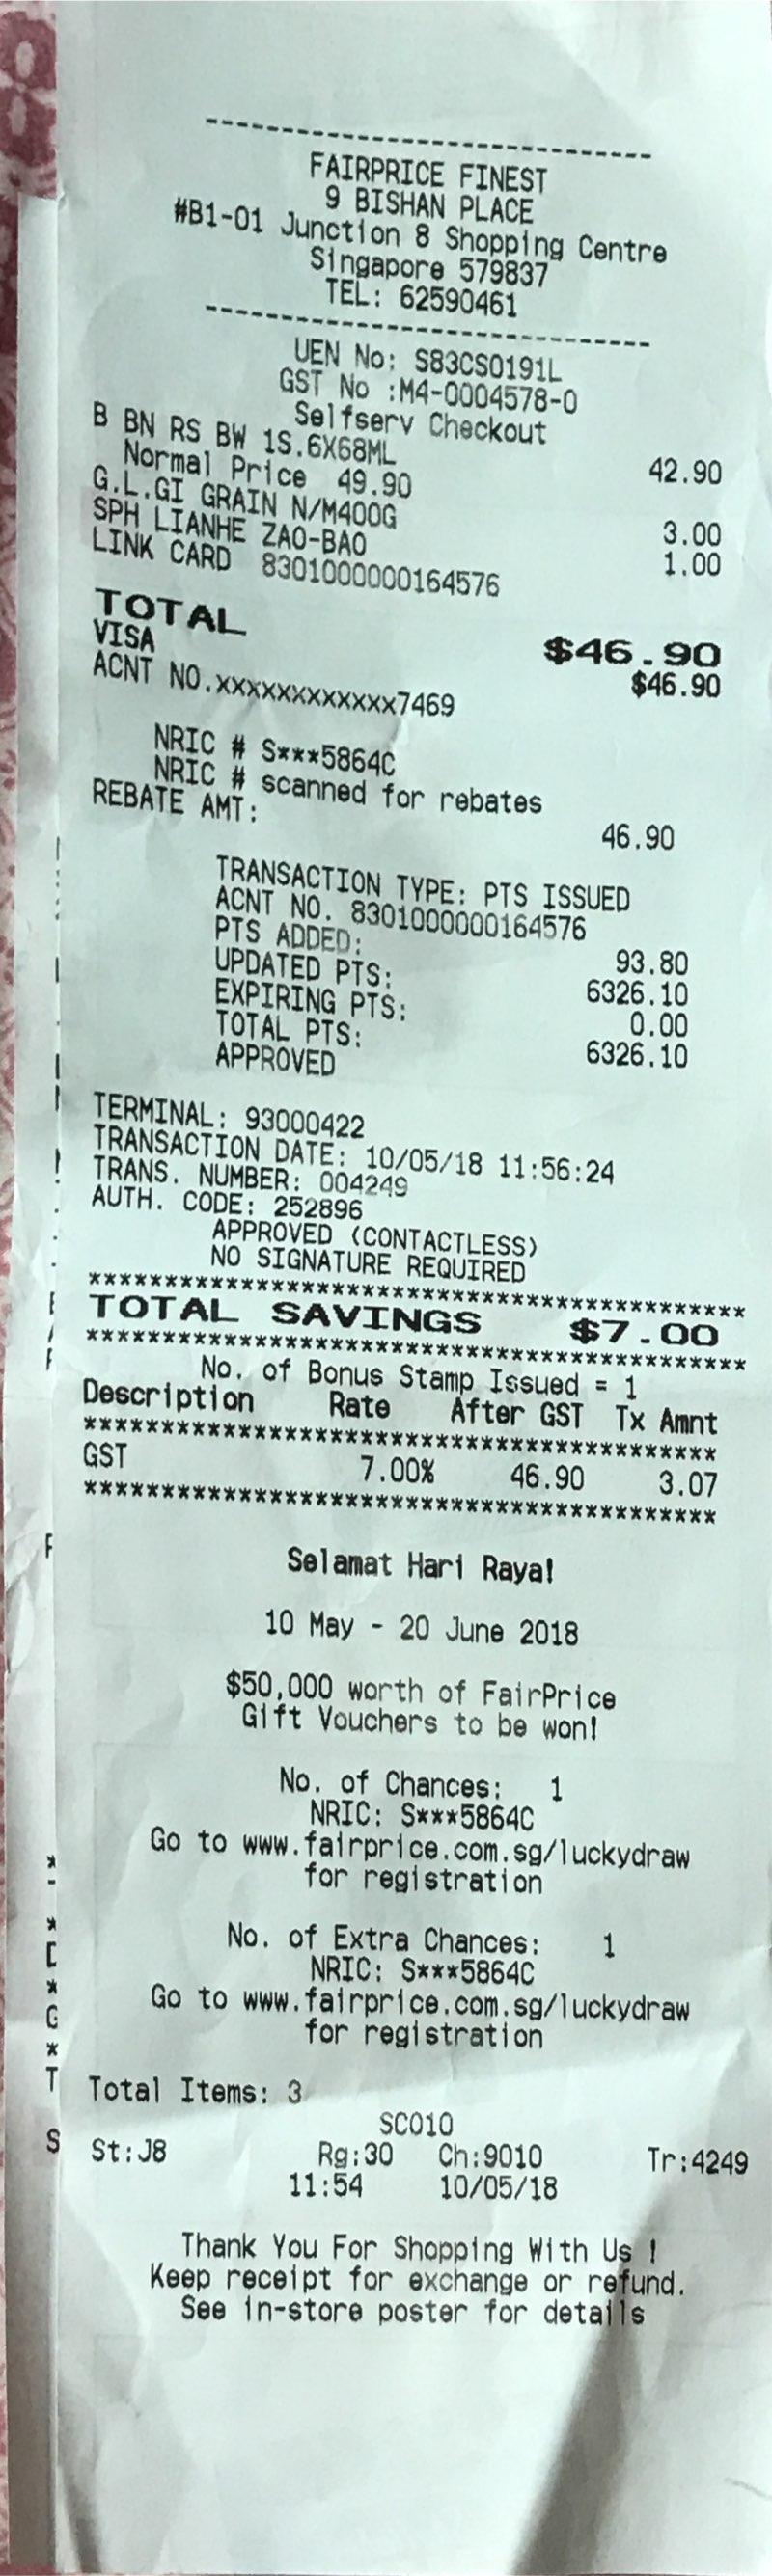 --------------------------------
FAIRPRICE FINEST
9 BISHAN PLACE
#B1-01 Junction 8 Shopping Centre
Singapore 579837
TEL: 62590461
--------------------------------
UEN No: S83CS0191L
GST No :M4-0004578-0
Selfserv Checkout
B BN RS BW 1S.6X68ML 42.90
Normal Price 49.90
G.L.GI GRAIN N/M400G 3.00
SPH LIANHE ZAO-BAO 1.00
LINK CARD 8301000000164576
TOTAL $46.90
VISA $46.90
ACNT NO.xxxxxxxxxxxx7469
NRIC # S***5864C
NRIC # scanned for rebates
REBATE AMT: 46.90
TRANSACTION TYPE: PTS ISSUED
ACNT NO. 8301000000164576
PTS ADDED: 93.80
UPDATED PTS: 6326.10
EXPIRING PTS: 0.00
TOTAL PTS: 6326.10
APPROVED
TERMINAL: 93000422
TRANSACTION DATE: 10/05/18 11:56:24
TRANS. NUMBER: 004249
AUTH. CODE: 252896
APPROVED (CONTACTLESS)
NO SIGNATURE REQUIRED
*******************************************
TOTAL SAVINGS $7.00
*******************************************
No. of Bonus Stamp Issued = 1
Description Rate After GST Tx Amnt
*****************************************
GST 7.00% 46.90 3.07
*****************************************
Selamat Hari Raya!
10 May - 20 June 2018
$50,000 worth of FairPrice
Gift Vouchers to be won!
No. of Chances: 1
NRIC: S***5864C
Go to www.fairprice.com.sg/luckydraw
for registration
No. of Extra Chances: 1
NRIC: S***5864C
Go to www.fairprice.com.sg/luckydraw
for registration
Total Items: 3
SCO10
St:J8 Rg:30 Ch:9010 Tr:4249
11:54 10/05/18
Thank You For Shopping With Us !
Keep receipt for exchange or refund.
See in-store poster for details